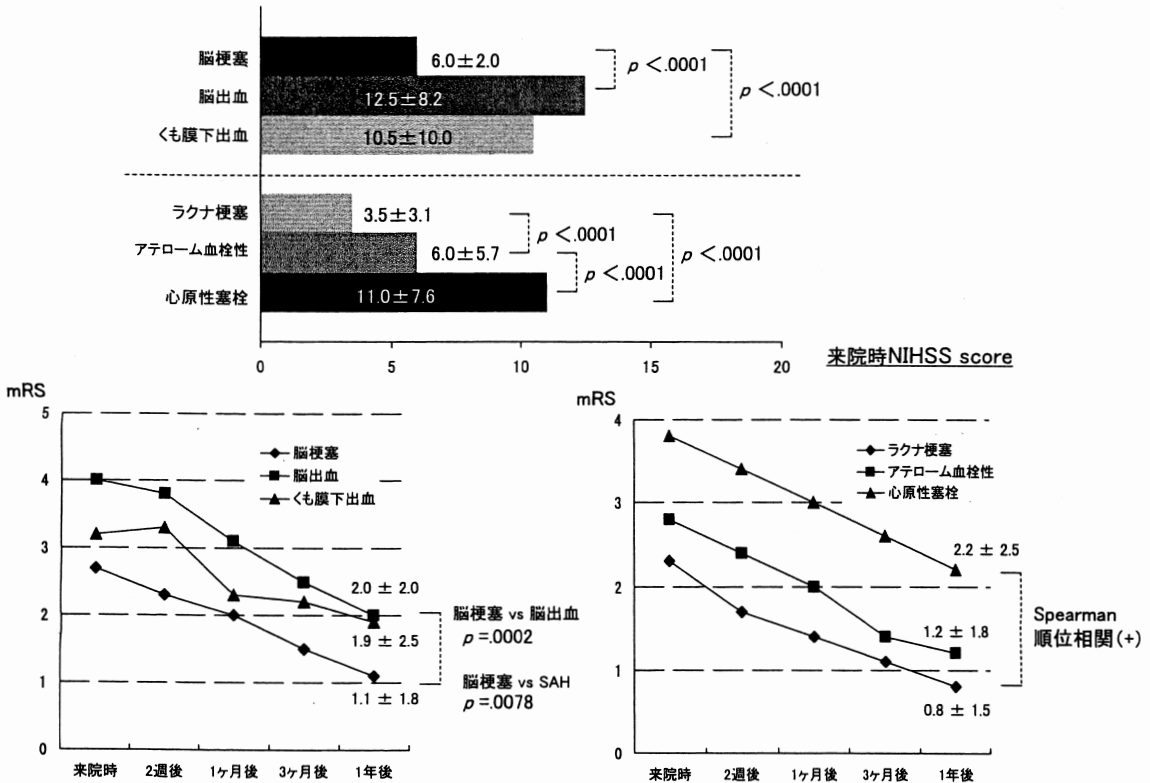 脳梗塞
6.0±2.0
p <.0001
脳出血
12.5±8.2
p <.0001
くも膜下出血
10.5±10.0
ラクナ梗塞
3.5±3.1
p <.0001
アテローム血栓性
6.0±5.7
p <.0001
p <.0001
心原性塞栓
11.0±7.6
0 5 10 15 20
来院時NIHSS score
mRS
5
4
3
2
1
0
脳梗塞
脳出血
くも膜下出血
2.0 ± 2.0
1.9 ± 2.5
1.1 ± 1.8
脳梗塞 vs 脳出血
p =.0002
脳梗塞 vs SAH
p =.0078
来院時 2週後 1ヶ月後 3ヶ月後 1年後
mRS
4
3
2
1
0
ラクナ梗塞
アテローム血栓性
心原性塞栓
2.2 ± 2.5
1.2 ± 1.8
0.8 ± 1.5
Spearman
順位相関(+)
来院時 2週後 1ヶ月後 3ヶ月後 1年後